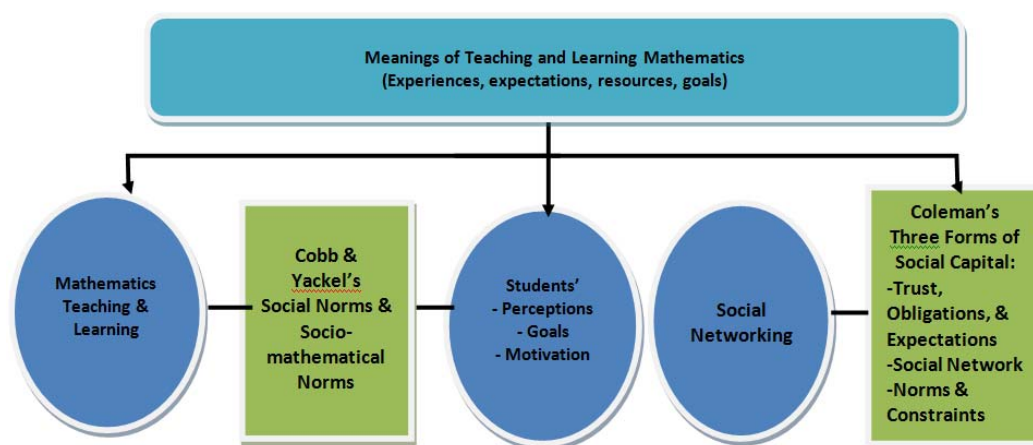 Meanings of Teaching and Learning Mathematics
(Experiences, expectations, resources, goals)
Mathematics
Teaching &
Learning
Cobb &
Yackel’s
Social Norms &
Socio-
mathematical
Norms
Students’
- Perceptions
- Goals
- Motivation
Social
Networking
Coleman’s
Three Forms of
Social Capital:
-Trust,
Obligations, &
Expectations
-Social Network
-Norms &
Constraints